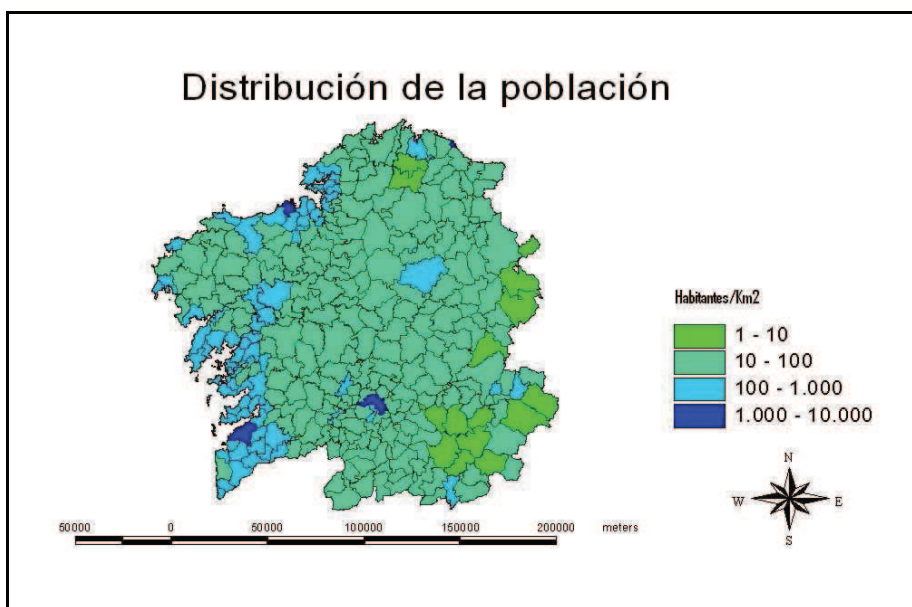 Distribución de la población
Habitantes/Km2
1 - 10
10 - 100
100 - 1.000
1.000 - 10.000
N
W E
S
50000 0 50000 100000 150000 200000 meters